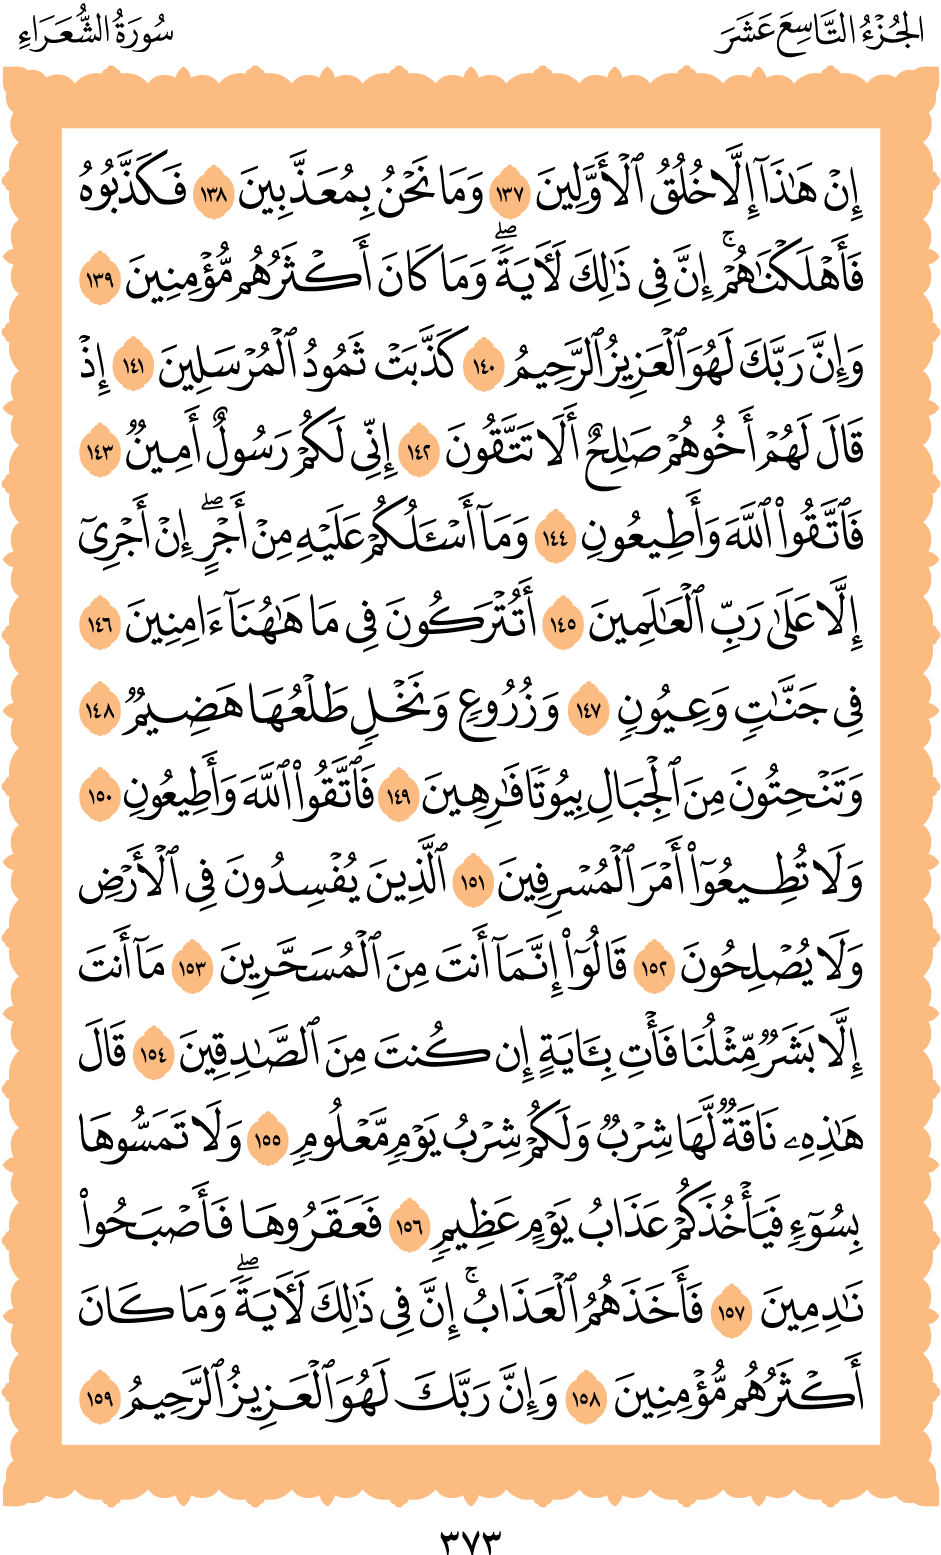 الجُزْءُ التَّاسِعَ عَشَرَ
سُورَةُ الشُّعَرَاءِ
إِنْ هَٰذَآ إِلَّا خُلُقُ ٱلْأَوَّلِينَ ١٣٧ وَمَا نَحْنُ بِمُعَذَّبِينَ ١٣٨ فَكَذَّبُوهُ
فَأَهْلَكْنَٰهُمْۚ إِنَّ فِى ذَٰلِكَ لَءَايَةًۖ وَمَا كَانَ أَكْثَرُهُم مُّؤْمِنِينَ ١٣٩
وَإِنَّ رَبَّكَ لَهُوَ ٱلْعَزِيزُ ٱلرَّحِيمُ ١٤٠ كَذَّبَتْ ثَمُودُ ٱلْمُرْسَلِينَ ١٤١ إِذْ
قَالَ لَهُمْ أَخُوهُمْ صَٰلِحٌ أَلَا تَتَّقُونَ ١٤٢ إِنِّى لَكُمْ رَسُولٌ أَمِينٌ ١٤٣
فَٱتَّقُوا۟ ٱللَّهَ وَأَطِيعُونِ ١٤٤ وَمَآ أَسْـَٔلُكُمْ عَلَيْهِ مِنْ أَجْرٍۖ إِنْ أَجْرِىَ
إِلَّا عَلَىٰ رَبِّ ٱلْعَٰلَمِينَ ١٤٥ أَتُتْرَكُونَ فِى مَا هَٰهُنَآ ءَامِنِينَ ١٤٦
فِى جَنَّٰتٍ وَعُيُونٍ ١٤٧ وَزُرُوعٍ وَنَخْلٍ طَلْعُهَا هَضِيمٌ ١٤٨
وَتَنْحِتُونَ مِنَ ٱلْجِبَالِ بُيُوتًا فَٰرِهِينَ ١٤٩ فَٱتَّقُوا۟ ٱللَّهَ وَأَطِيعُونِ ١٥٠
وَلَا تُطِيعُوٓا۟ أَمْرَ ٱلْمُسْرِفِينَ ١٥١ ٱلَّذِينَ يُفْسِدُونَ فِى ٱلْأَرْضِ
وَلَا يُصْلِحُونَ ١٥٢ قَالُوٓا۟ إِنَّمَآ أَنتَ مِنَ ٱلْمُسَحَّرِينَ ١٥٣ مَآ أَنتَ
إِلَّا بَشَرٌ مِّثْلُنَا فَأْتِ بِـَٔايَةٍ إِن كُنتَ مِنَ ٱلصَّٰدِقِينَ ١٥٤ قَالَ
هَٰذِهِۦ نَاقَةٌ لَّهَا شِرْبٌ وَلَكُمْ شِرْبُ يَوْمٍ مَّعْلُومٍ ١٥٥ وَلَا تَمَسُّوهَا
بِسُوٓءٍ فَيَأْخُذَكُمْ عَذَابُ يَوْمٍ عَظِيمٍ ١٥٦ فَعَقَرُوهَا فَأَصْبَحُوا۟
نَٰدِمِينَ ١٥٧ فَأَخَذَهُمُ ٱلْعَذَابُۚ إِنَّ فِى ذَٰلِكَ لَءَايَةًۖ وَمَا كَانَ
أَكْثَرُهُم مُّؤْمِنِينَ ١٥٨ وَإِنَّ رَبَّكَ لَهُوَ ٱلْعَزِيزُ ٱلرَّحِيمُ ١٥٩
٣٧٣